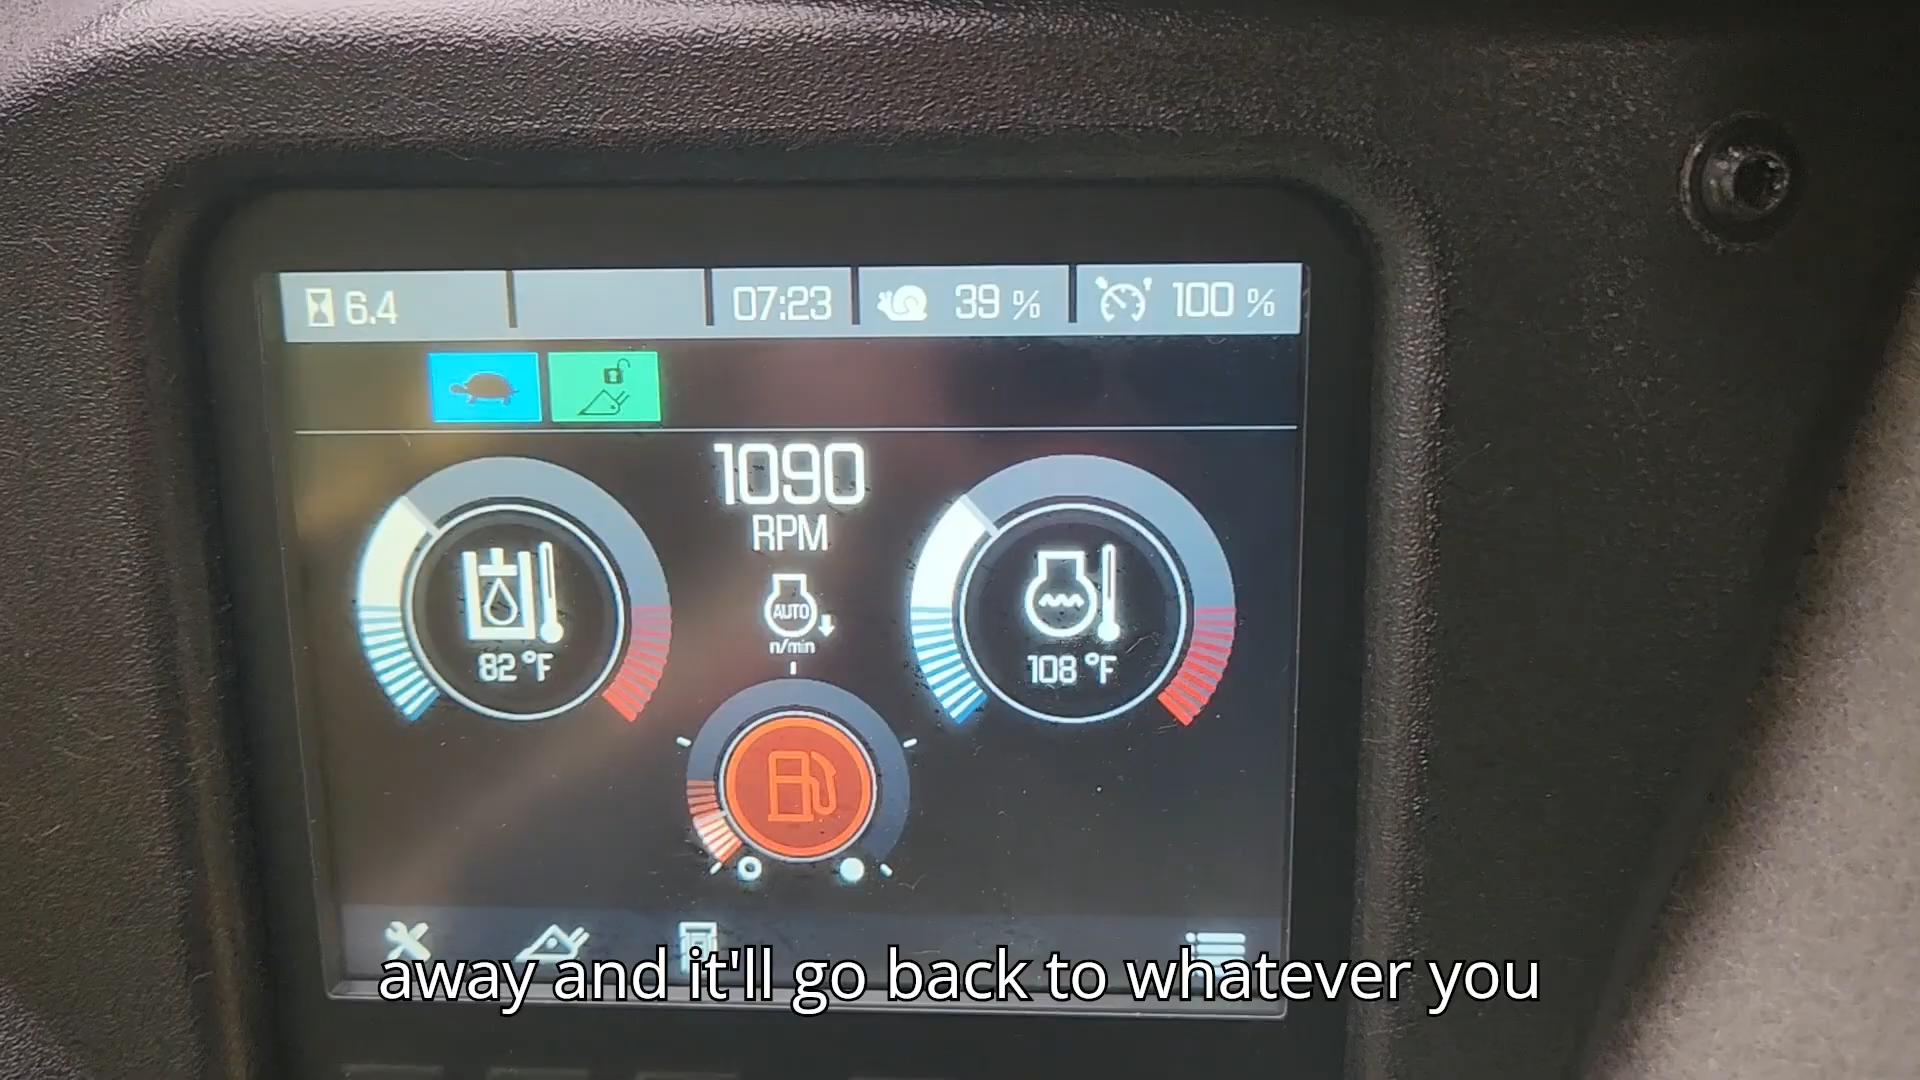 6.4
07:23
39 %
100 %
1090
RPM
AUTO
n/min
82 °F
108 °F
away and it'll go back to whatever you